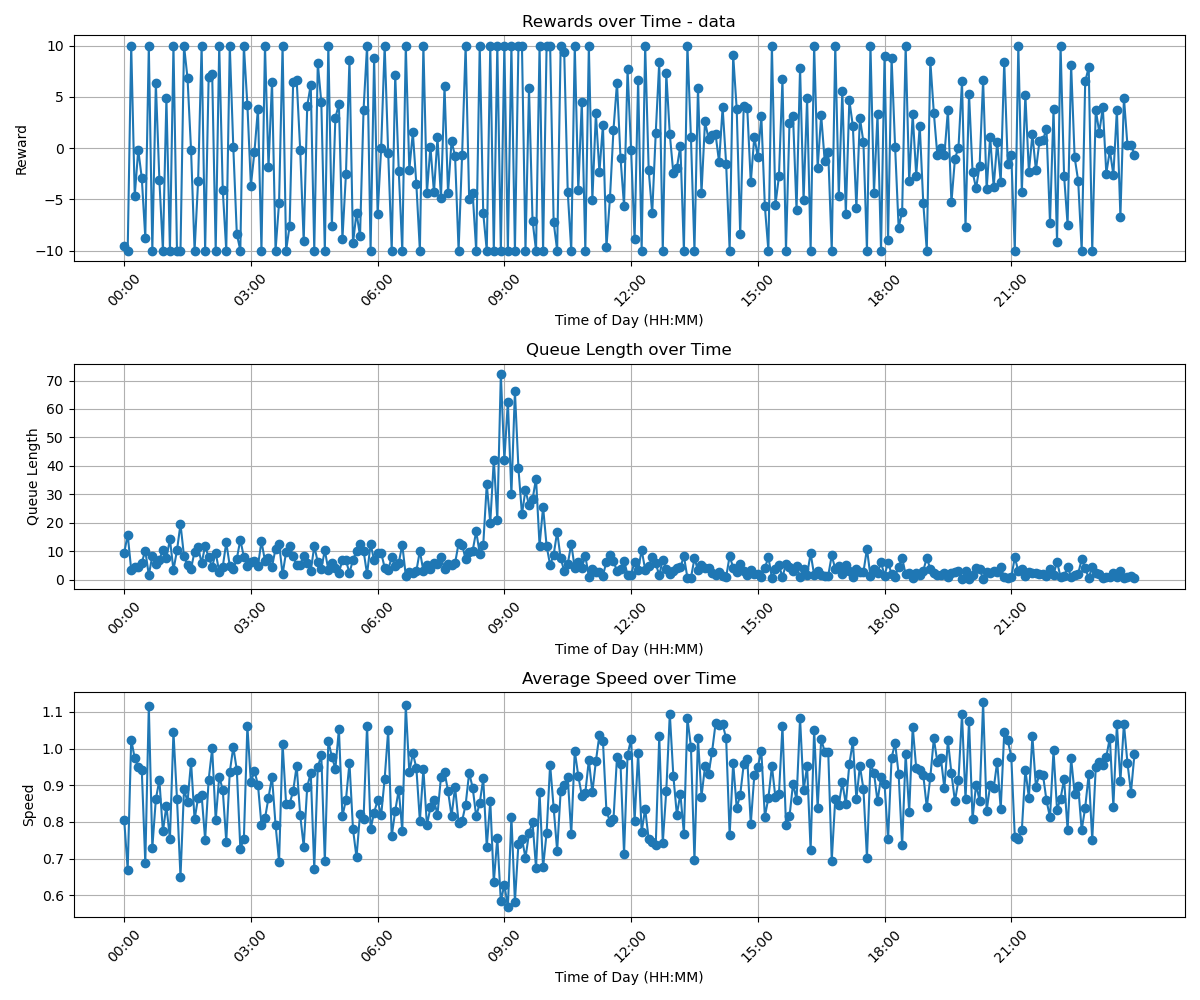 Rewards over Time - data
Reward
10
5
0
−5
−10
00:00 03:00 06:00 09:00 12:00 15:00 18:00 21:00
Time of Day (HH:MM)
Queue Length over Time
Queue Length
70
60
50
40
30
20
10
0
00:00 03:00 06:00 09:00 12:00 15:00 18:00 21:00
Time of Day (HH:MM)
Average Speed over Time
Speed
1.1
1.0
0.9
0.8
0.7
0.6
00:00 03:00 06:00 09:00 12:00 15:00 18:00 21:00
Time of Day (HH:MM)